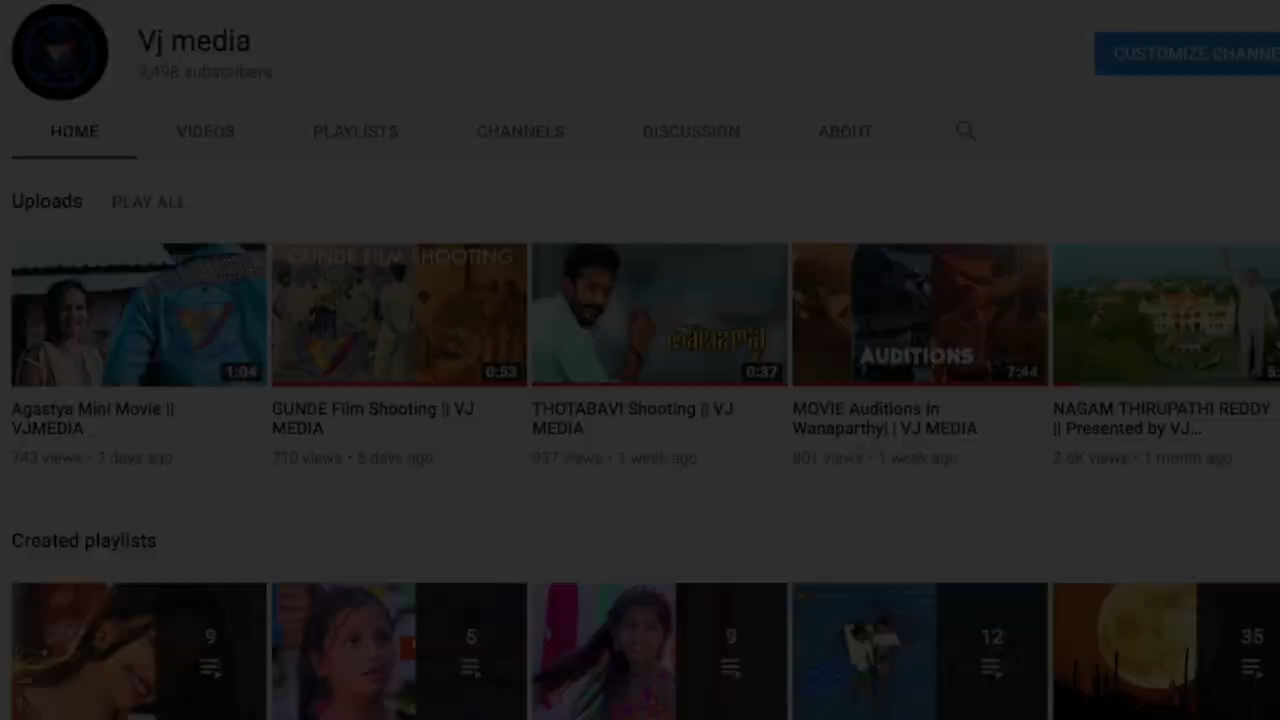 Vj media
3,498 subscribers
CUSTOMIZE CHANNE
HOME VIDEOS PLAYLISTS CHANNELS DISCUSSION ABOUT
Uploads PLAY ALL
GUNDE FILM SHOOTING
AUDITIONS
1:04 0:53 0:37 7:44
Agastya Mini Movie || GUNDE Film Shooting || VJ THOTABAVI Shooting || VJ MOVIE Auditions in NAGAM THIRUPATHI REDDY
VJMEDIA MEDIA MEDIA Wanaparthy| | VJ MEDIA || Presented by VJ...
743 views • 2 days ago 710 views • 5 days ago 937 views • 1 week ago 801 views • 1 week ago 2.6K views • 1 month ago
Created playlists
9 5 9 12 35